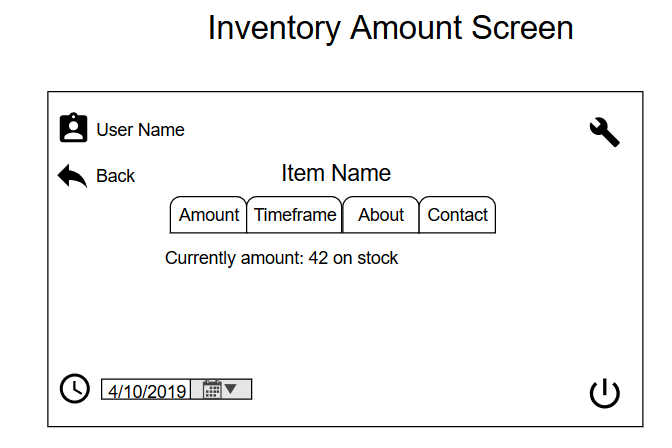 Inventory Amount Screen
User Name
Back
Item Name
Amount Timeframe About Contact
Currently amount: 42 on stock
4/10/2019